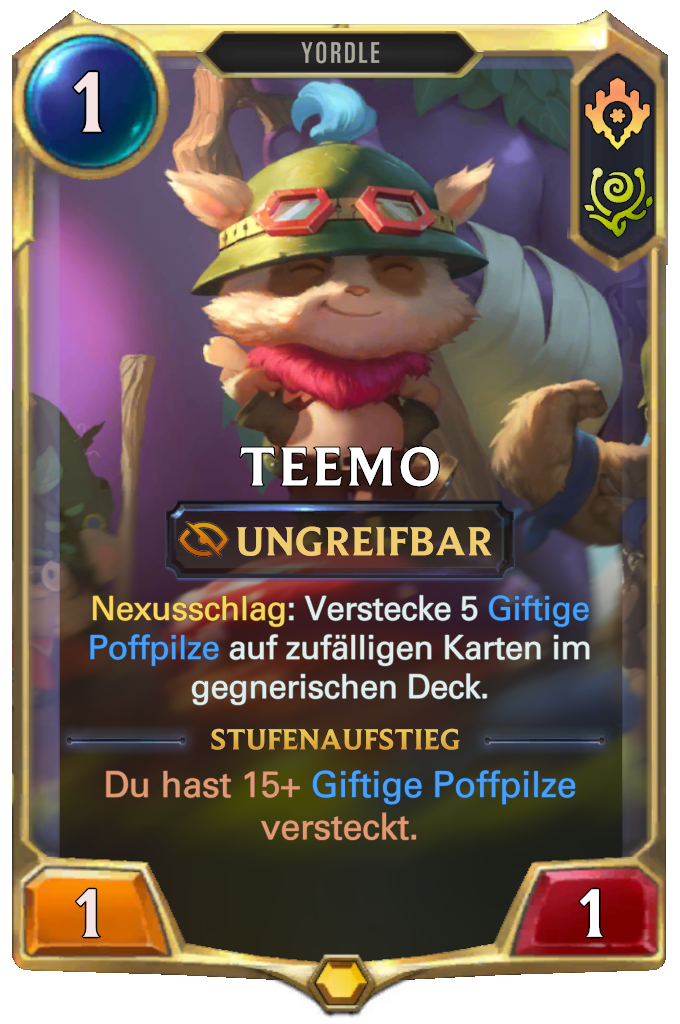 YORDLE
1
TEEMO
UNGREIFBAR
Nexusschlag: Verstecke 5 Giftige
Poffpilze auf zufälligen Karten im
gegnerischen Deck.
STUFENAUFSTIEG
Du hast 15+ Giftige Poffpilze
versteckt.
1
1